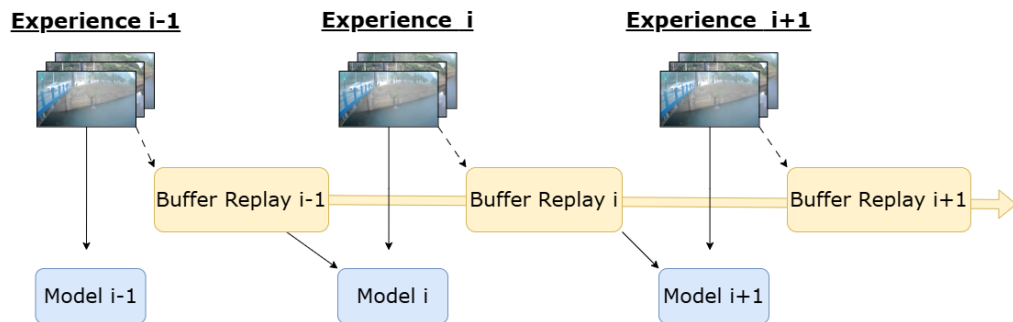 Experience i-1
Experience i
Experience i+1
Buffer Replay i-1
Buffer Replay i
Buffer Replay i+1
Model i-1
Model i
Model i+1